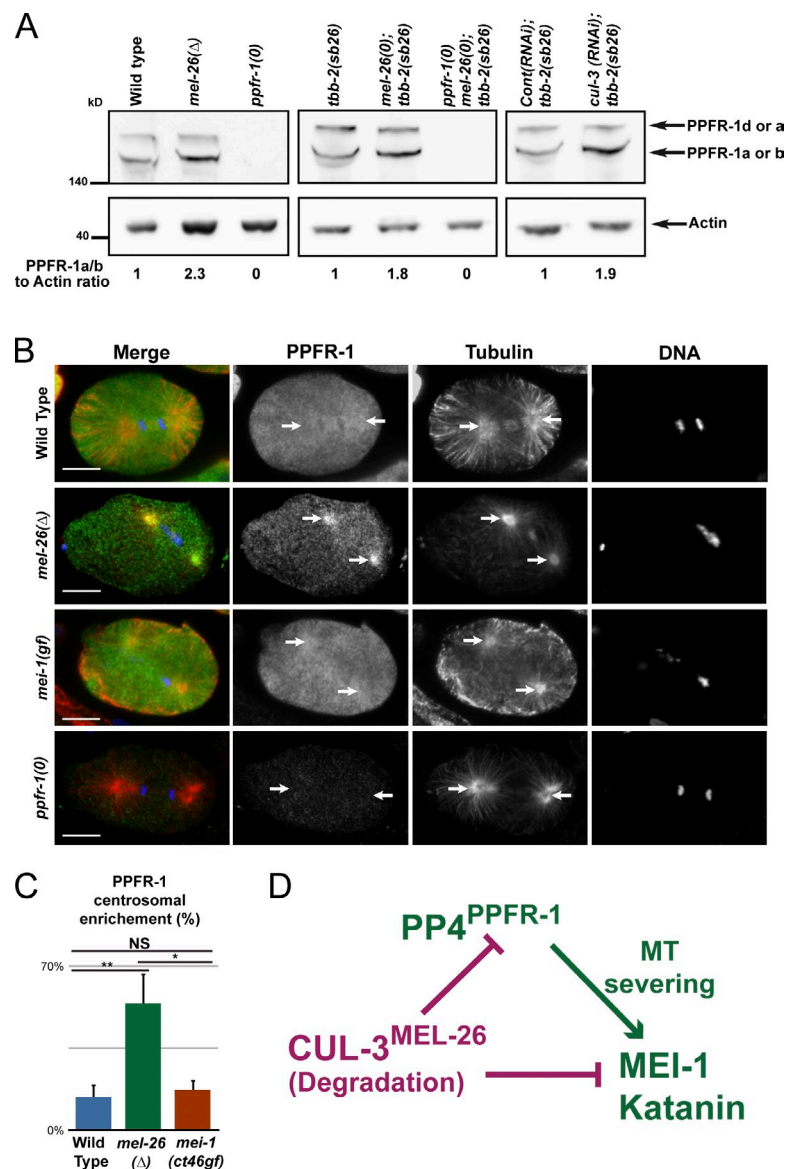 A
Wild type
mel-26(Δ)
ppfr-1(0)
tbb-2(sb26)
mel-26(0);
tbb-2(sb26)
ppfr-1(0)
mel-26(0);
tbb-2(sb26)
Cont(RNAi);
tbb-2(sb26)
cul-3 (RNAi);
tbb-2(sb26)
kD
PPFR-1d or a
PPFR-1a or b
140
Actin
40
PPFR-1a/b
to Actin ratio
1 2.3 0 1 1.8 0 1 1.9
B
Merge PPFR-1 Tubulin DNA
Wild Type
mel-26(Δ)
mei-1(gf)
ppfr-1(0)
C
PPFR-1
centrosomal
enrichement (%)
NS
*
**
70%
0%
Wild
Type
mel-26
(Δ)
mei-1
(ct46gf)
D
PP4PPFR-1
MT
severing
CUL-3MEL-26
(Degradation)
MEI-1
Katanin